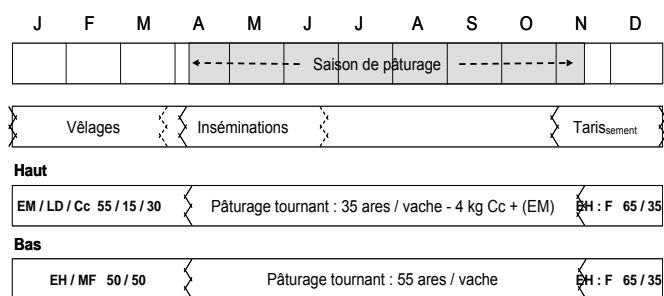 J F M A M J J A S O N D
Saison de pâturage
Vêlages Inséminations Tarissement
Haut
EM / LD / Cc 55 / 15 / 30 Pâturage tournant : 35 ares / vache - 4 kg Cc + (EM) EH : F 65 / 35
Bas
EH / MF 50 / 50 Pâturage tournant : 55 ares / vache EH : F 65 / 35